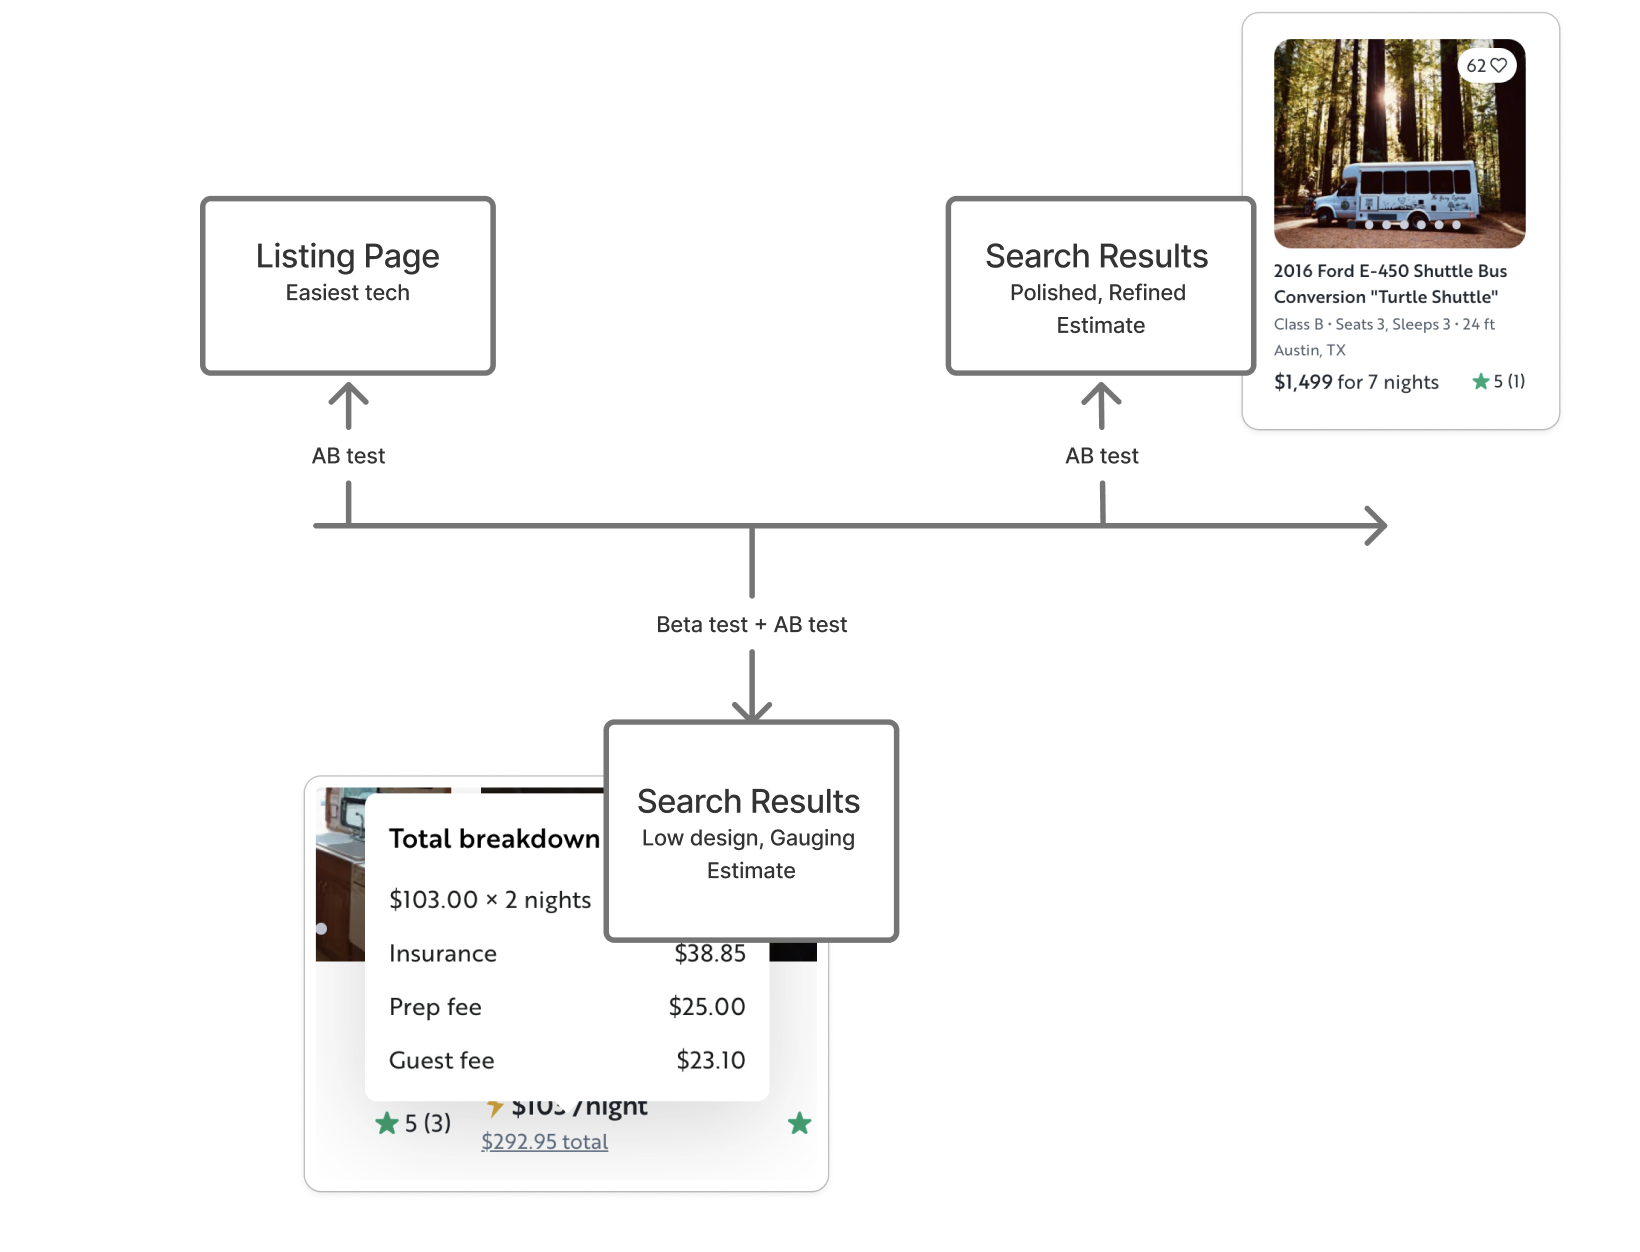 62
Listing Page
Easiest tech
Search Results
Polished, Refined
Estimate
2016 Ford E-450 Shuttle Bus
Conversion "Turtle Shuttle"
Class B • Seats 3, Sleeps 3 • 24 ft
Austin, TX
$1,499 for 7 nights
5 (1)
AB test
AB test
Beta test + AB test
Search Results
Low design, Gauging
Estimate
Total breakdown
$103.00 × 2 nights
Insurance $38.85
Prep fee $25.00
Guest fee $23.10
$103 /night
5 (3)
$292.95 total